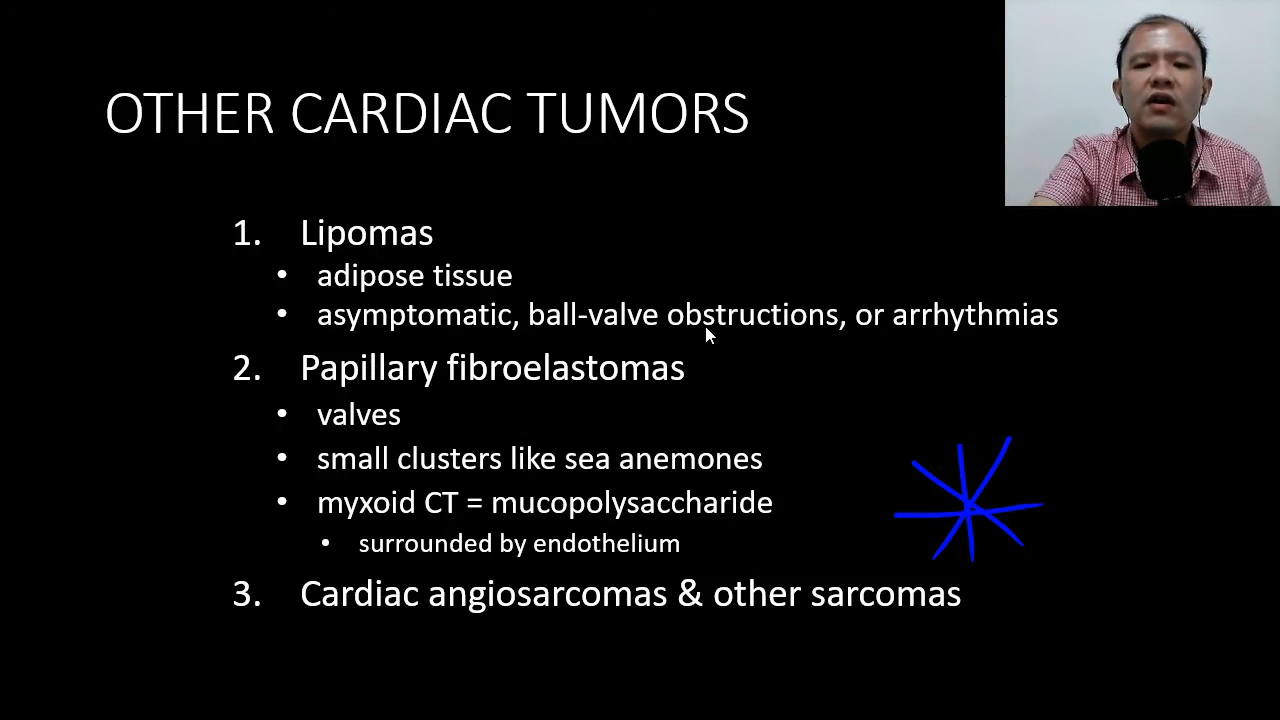 OTHER CARDIAC TUMORS
1. Lipomas
• adipose tissue
• asymptomatic, ball-valve obstructions, or arrhythmias
2. Papillary fibroelastomas
• valves
• small clusters like sea anemones
• myxoid CT = mucopolysaccharide
• surrounded by endothelium
3. Cardiac angiosarcomas & other sarcomas